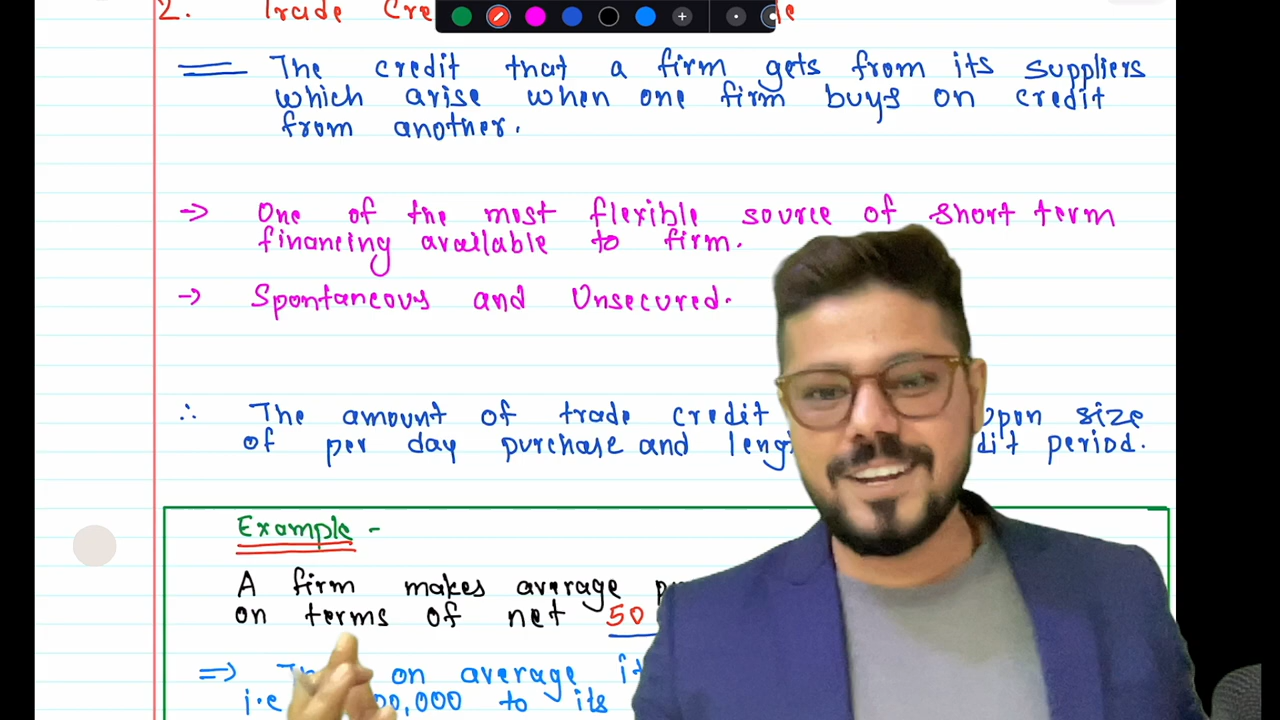 2. Trade
The credit that a firm gets from its suppliers
which arise when one firm buys on credit
from another.
→ One of the most flexible source of short term
financing available to firm.
→ Spontaneous and Unsecured.
∴ The amount of trade credit upon size
of per day purchase and period.
Example -
A firm makes average
on terms of net 50
⇒ on average
i.e to its